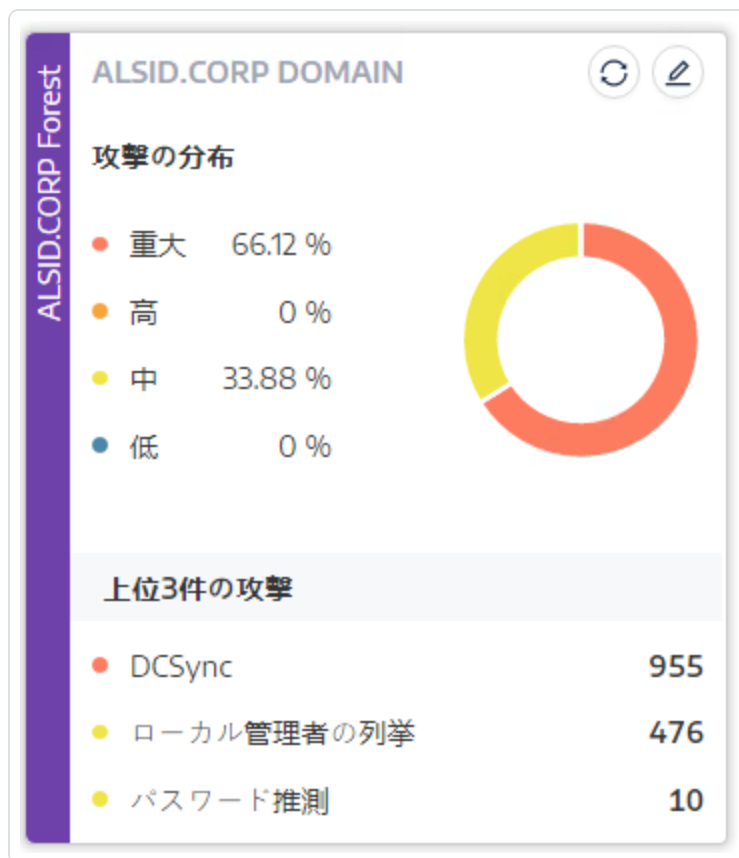 ALSID.CORP Forest
ALSID.CORP DOMAIN
攻撃の分布
重大 66.12 %
高 0 %
中 33.88 %
低 0 %
上位3件の攻撃
DCSync 955
ローカル管理者の列挙 476
パスワード推測 10